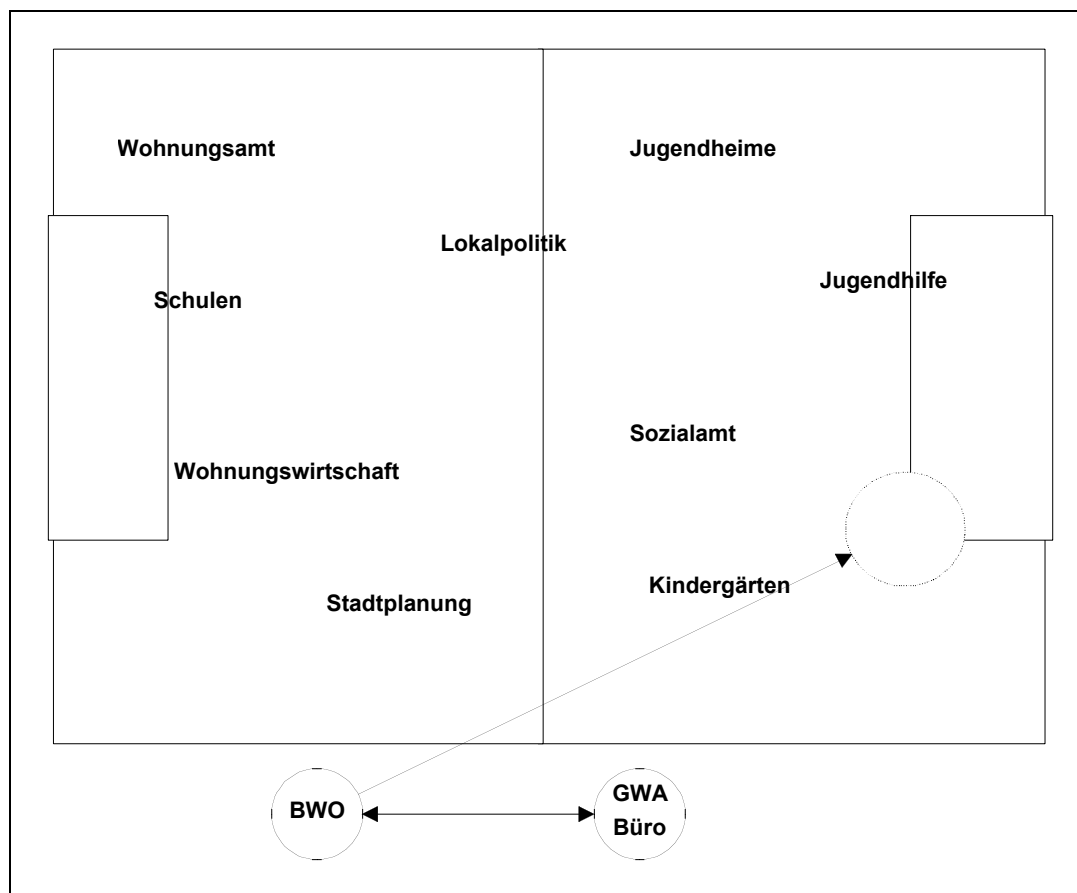 Wohnungsamt
Jugendheime
Lokalpolitik
Jugendhilfe
Schulen
Sozialamt
Wohnungswirtschaft
Kindergärten
Stadtplanung
BWO
GWA
Büro